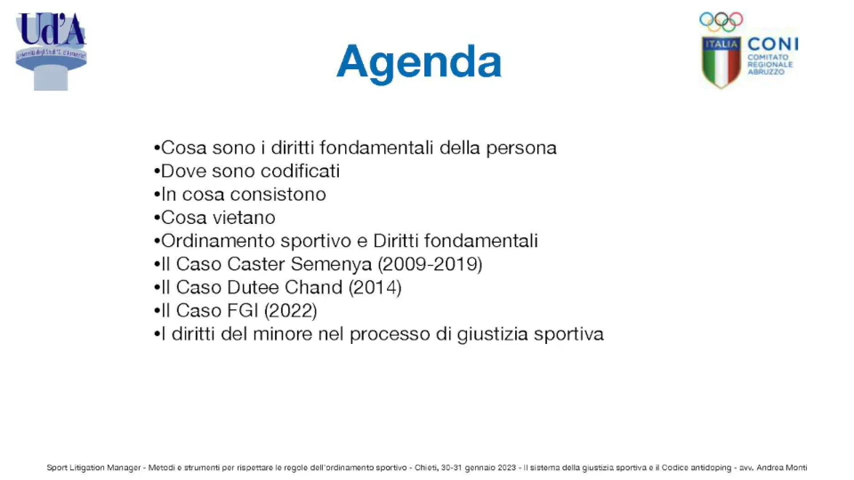 Ud'A
Agenda
ITALIA
CONI
COMITATO
REGIONALE
ABRUZZO
•Cosa sono i diritti fondamentali della persona
•Dove sono codificati
•In cosa consistono
•Cosa vietano
•Ordinamento sportivo e Diritti fondamentali
•Il Caso Caster Semenya (2009-2019)
•Il Caso Dutee Chand (2014)
•Il Caso FGI (2022)
•I diritti del minore nel processo di giustizia sportiva
Sport Litigation Manager - Metodi e strumenti per rispettare le regole dell'ordinamento sportivo - Chieti, 30-31 gennaio 2023 - Il sistema della giustizia sportiva e il Codice antidoping - avv. Andrea Monti